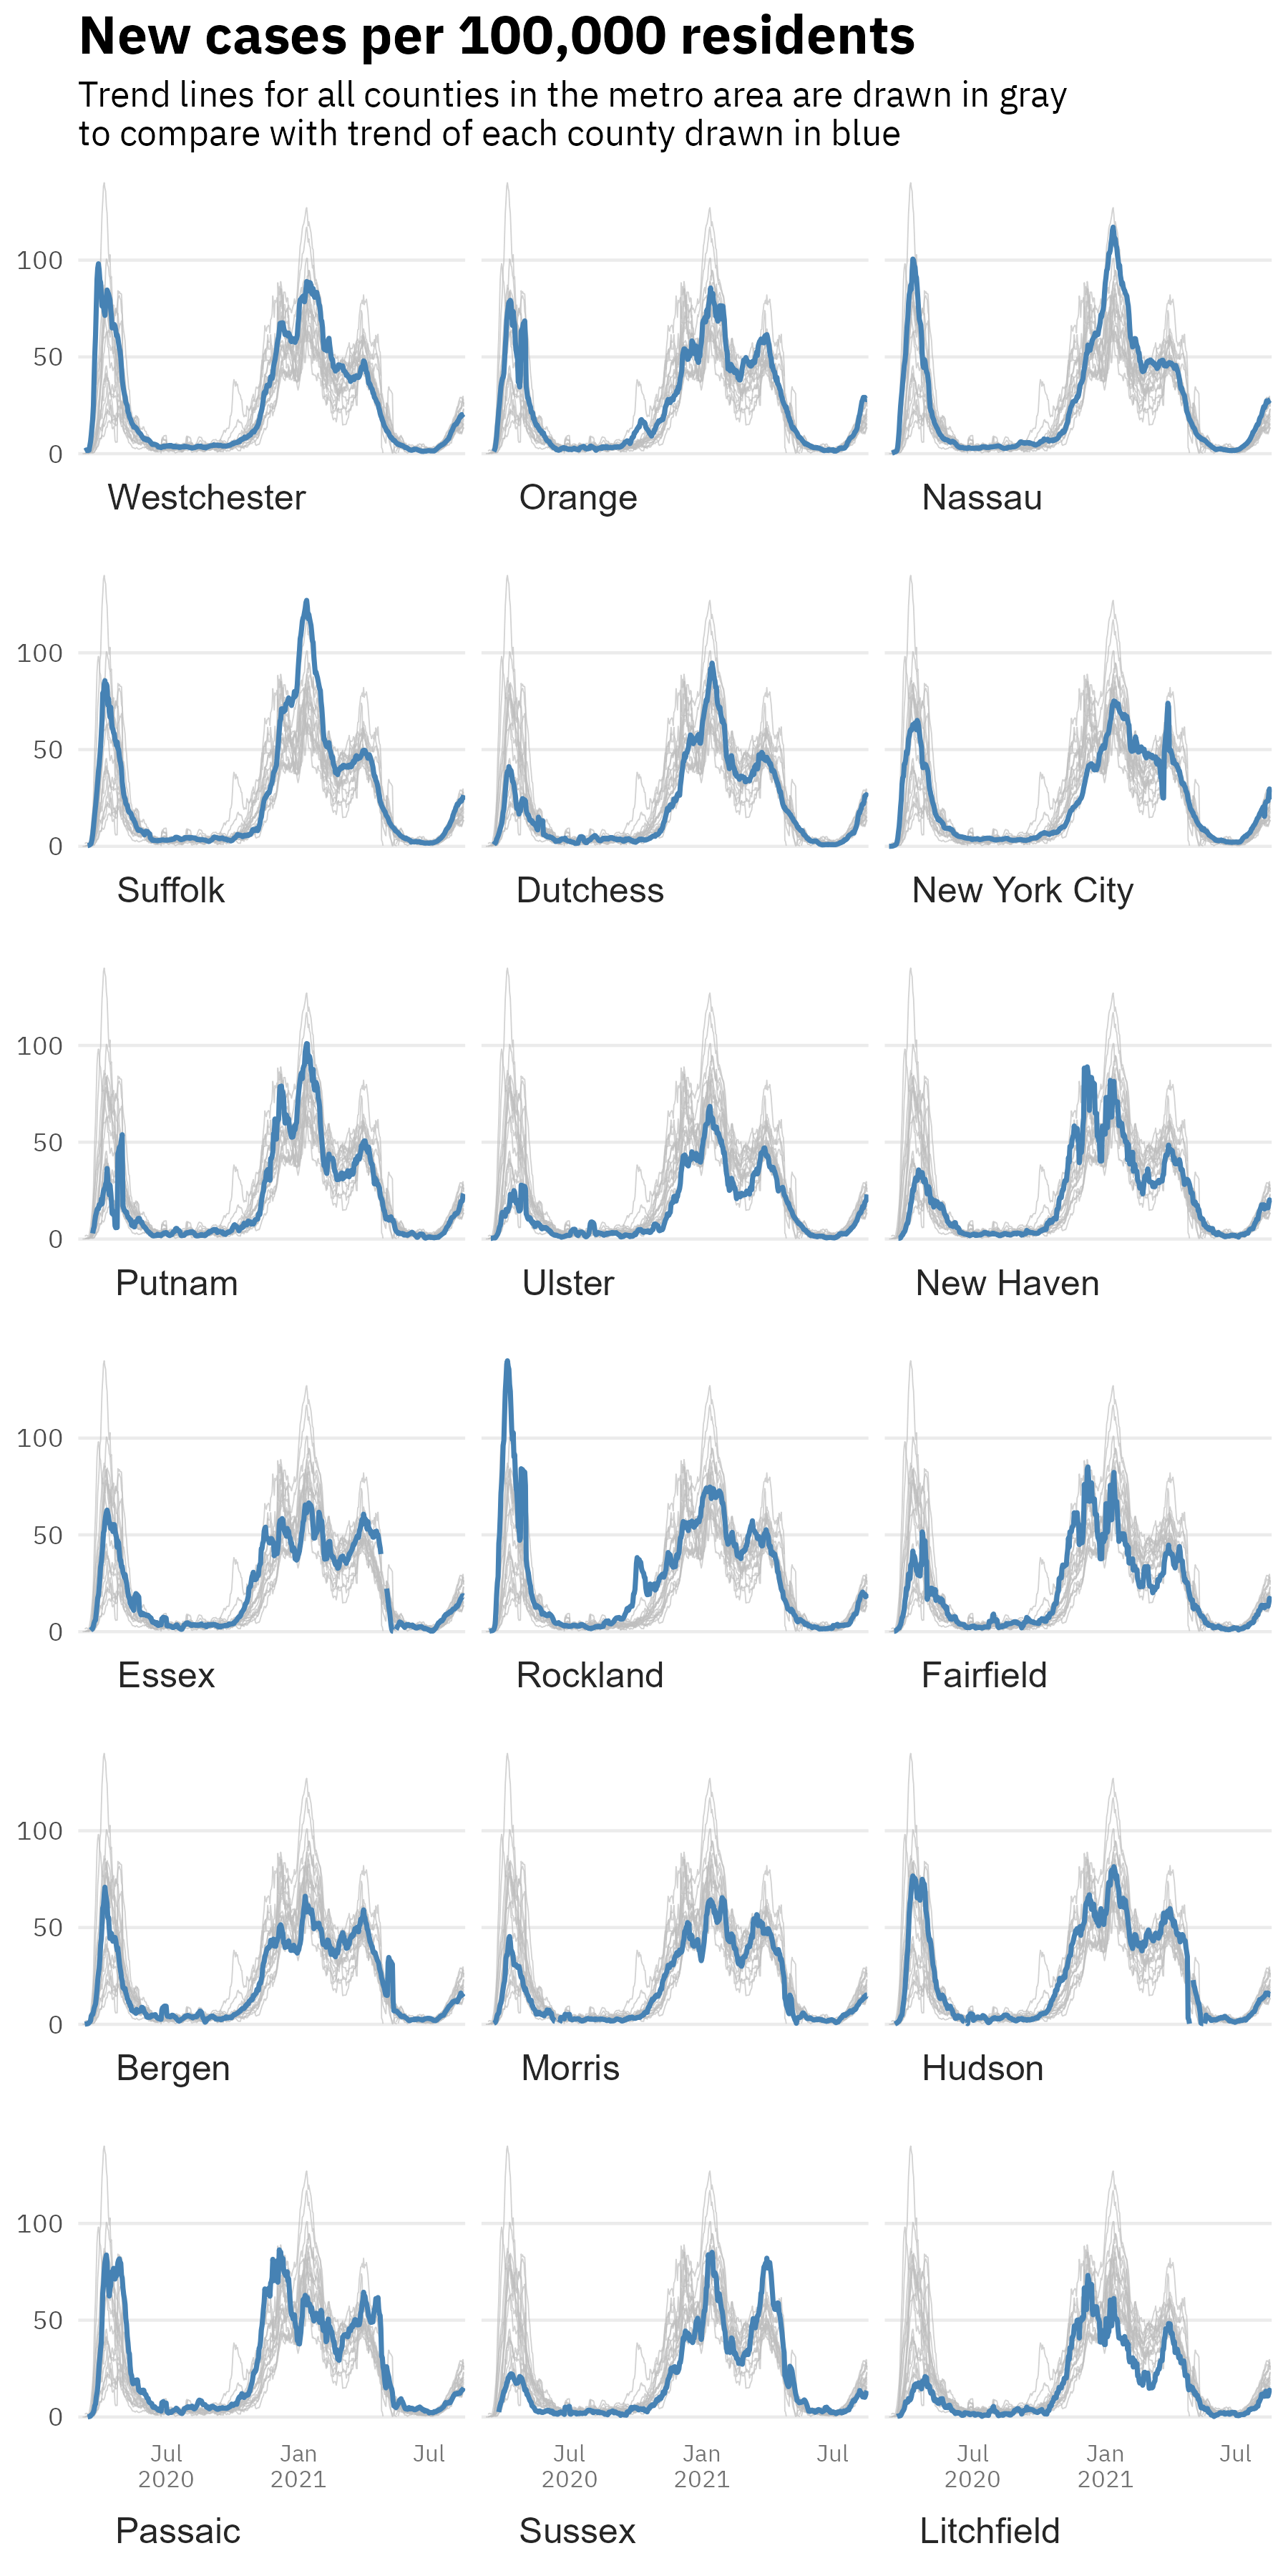 New cases per 100,000 residents
Trend lines for all counties in the metro area are drawn in gray
to compare with trend of each county drawn in blue
100
50
0
Westchester Orange Nassau
100
50
0
Suffolk Dutchess New York City
100
50
0
Putnam Ulster New Haven
100
50
0
Essex Rockland Fairfield
100
50
0
Bergen Morris Hudson
100
50
0
Jul Jan Jul Jul Jan Jul Jul Jan Jul
2020 2021 2020 2021 2020 2021
Passaic Sussex Litchfield